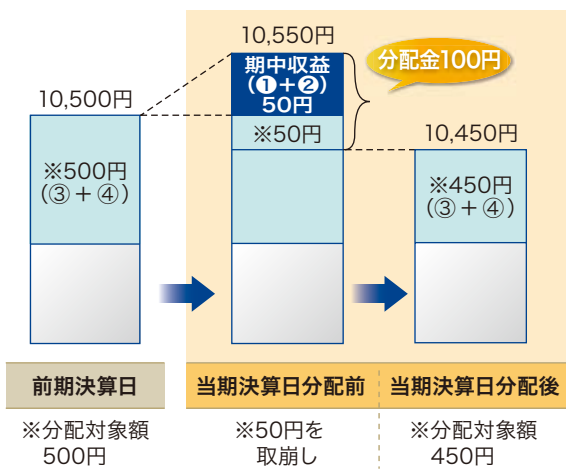 10,550円
分配金100円
期中収益
(❶+❷)
50円
10,500円
※50円
10,450円
※500円
(③+④)
※450円
(③+④)
前期決算日
当期決算日分配前
当期決算日分配後
※分配対象額
500円
※50円を
取崩し
※分配対象額
450円